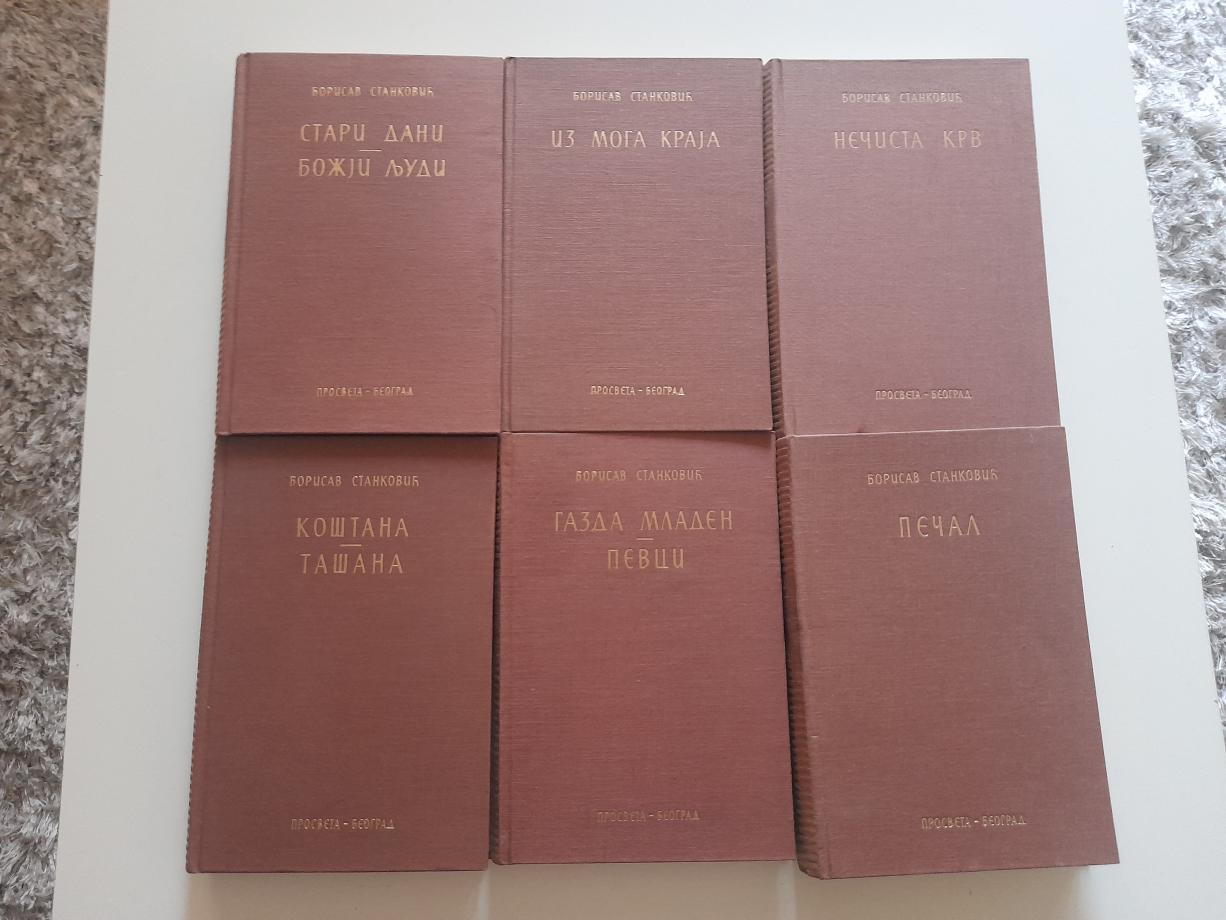 БОРИСАВ СТАНКОВИЋ
СТАРИ ДАНИ
БОЖЈИ ЉУДИ
ПРОСВЕТА – БЕОГРАД
БОРИСАВ СТАНКОВИЋ
ИЗ МОГА КРАЈА
ПРОСВЕТА – БЕОГРАД
БОРИСАВ СТАНКОВИЋ
НЕЧИСТА КРВ
ПРОСВЕТА – БЕОГРАД
БОРИСАВ СТАНКОВИЋ
КОШТАНА
ТАШАНА
ПРОСВЕТА – БЕОГРАД
БОРИСАВ СТАНКОВИЋ
ГАЗДА МЛАДЕН
ПЕВЦИ
ПРОСВЕТА – БЕОГРАД
БОРИСАВ СТАНКОВИЋ
ПЕЧАЛ
ПРОСВЕТА – БЕОГРАД